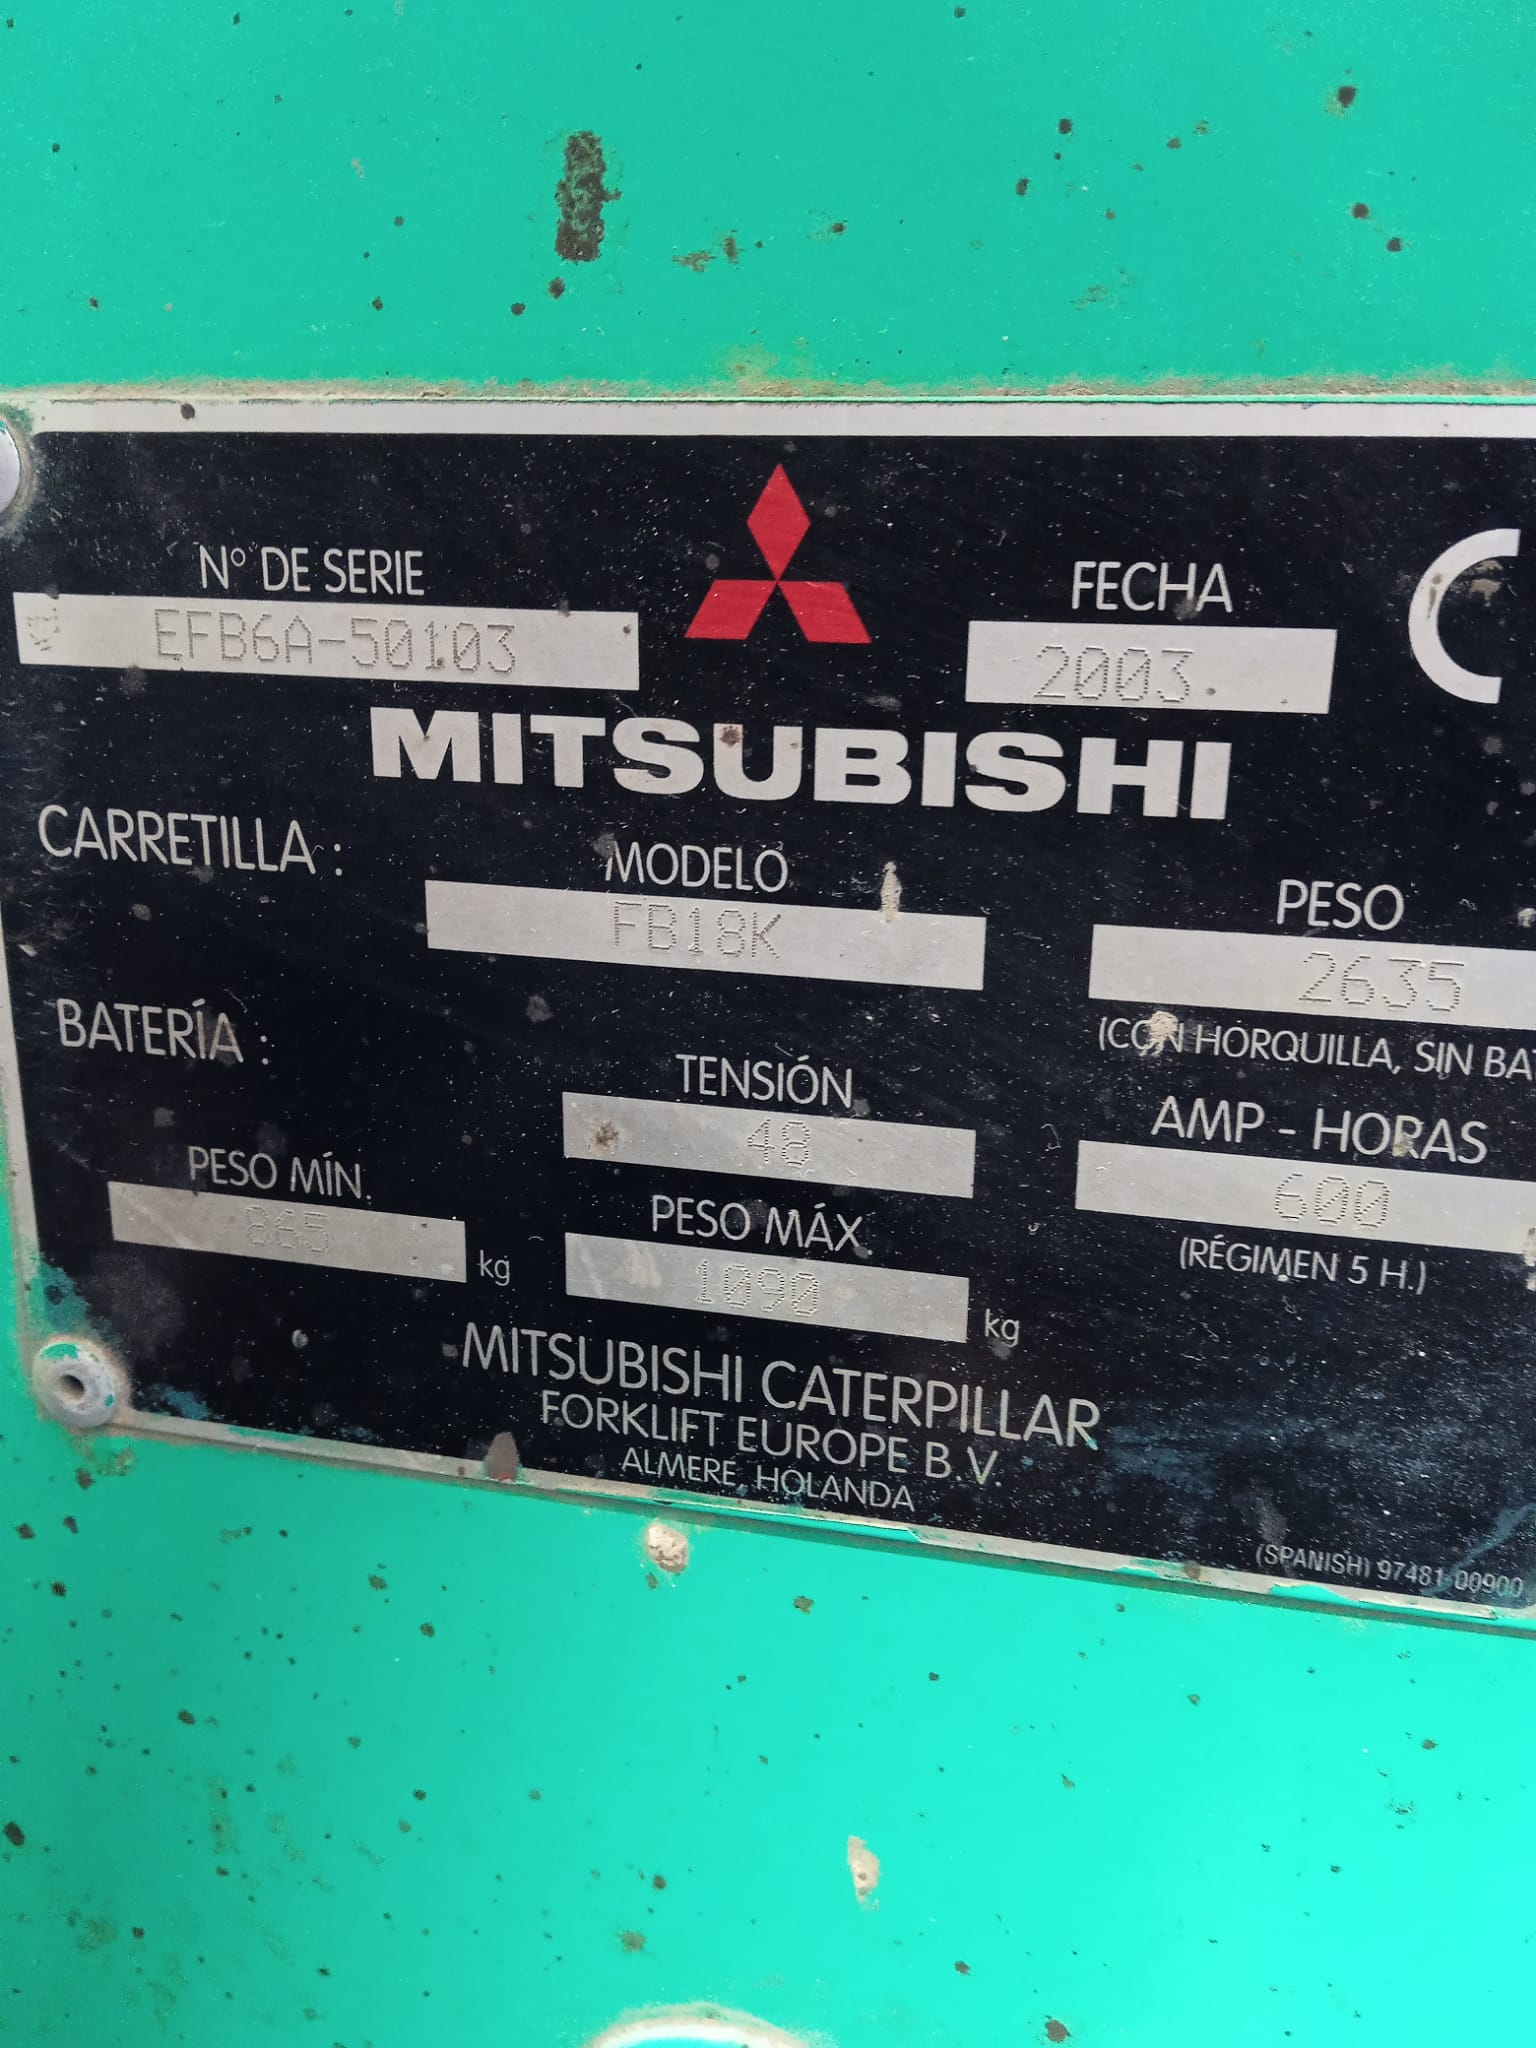 Nº DE SERIE
EFB6A-50103
FECHA
2003.
MITSUBISHI
CARRETILLA :
MODELO
FB18K
PESO
2635
(CON HORQUILLA, SIN
BATERÍA :
TENSIÓN
48
AMP - HORAS
600
(RÉGIMEN 5 H.)
PESO MÍN.
865 kg
PESO MÁX.
1090 kg
MITSUBISHI CATERPILLAR
FORKLIFT EUROPE B.V.
ALMERE, HOLANDA
(SPANISH) 97481-00900